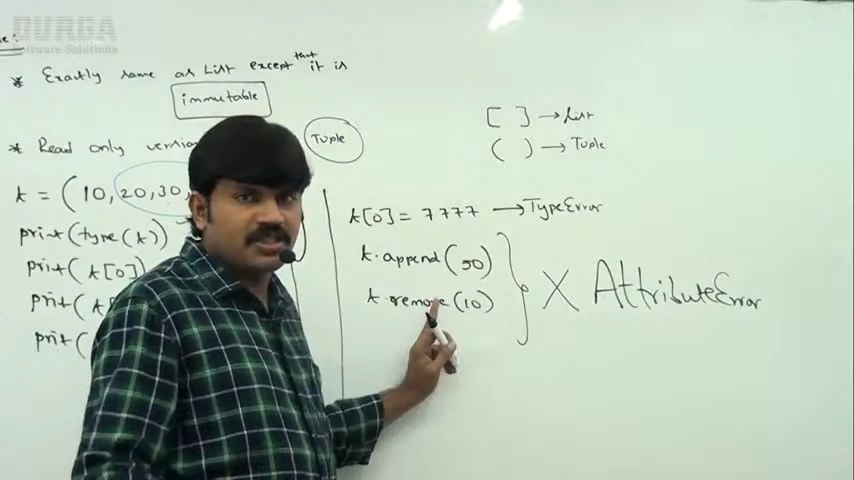 DURGA
Software Solutions
e:
* Exactly same as List except that it is
immutable
* Read only versio
Tuple
t = (10, 20, 30,
print(type(t))
print(t[0])
print(t
print(
[ ] → List
( ) → Tuple
t[0] = 7777 → TypeError
t.append(50)
t.remove(10)
} X AttributeError